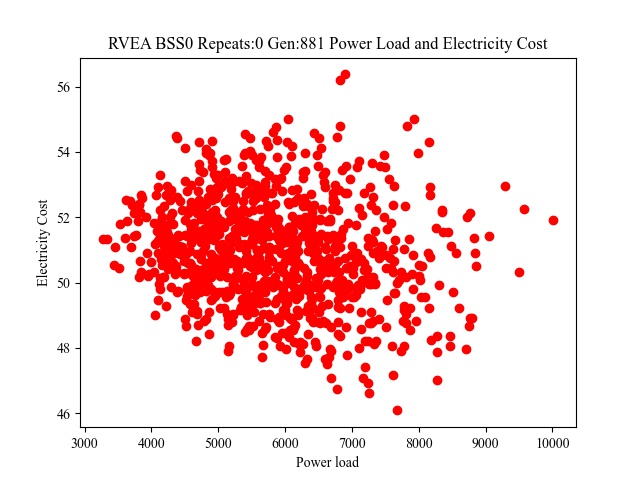 RVEA BSS0 Repeats:0 Gen:881 Power Load and Electricity Cost
Electricity Cost
56
54
52
50
48
46
3000 4000 5000 6000 7000 8000 9000 10000
Power load